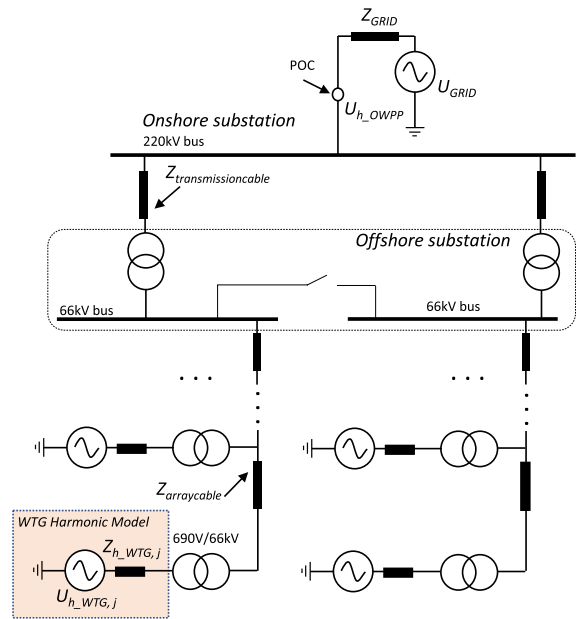 Z_GRID
POC
U_GRID
U_h_OWPP
Onshore substation
220kV bus
Z_transmissioncable
Offshore substation
66kV bus
66kV bus
. . .
. . .
Z_arraycable
WTG Harmonic Model
690V/66kV
Z_h_WTG, j
U_h_WTG, j